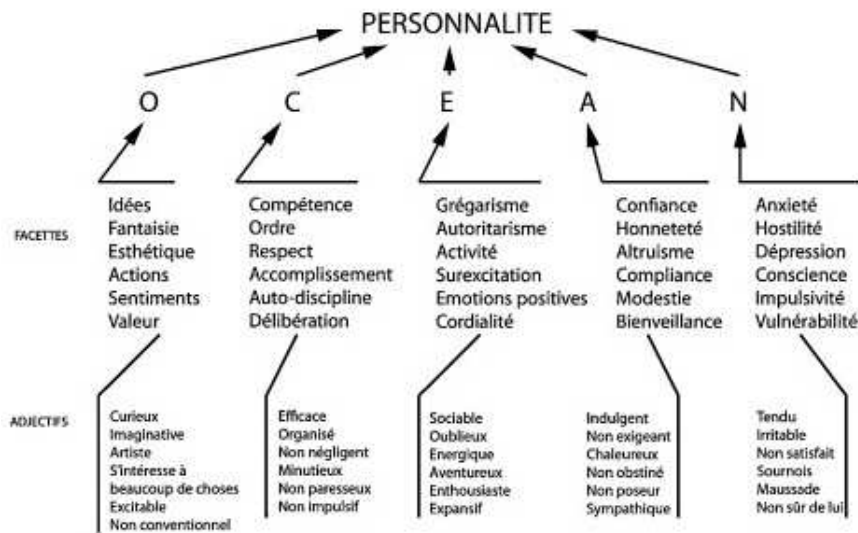 PERSONNALITE
O C E A N
FACETTES
Idées
Fantaisie
Esthétique
Actions
Sentiments
Valeur
Compétence
Ordre
Respect
Accomplissement
Auto-discipline
Délibération
Grégarisme
Autoritarisme
Activité
Surexcitation
Emotions positives
Cordialité
Confiance
Honneteté
Altruisme
Compliance
Modestie
Bienveillance
Anxieté
Hostilité
Dépression
Conscience
Impulsivité
Vulnérabilité
ADJECTIFS
Curieux
Imaginative
Artiste
S'intéresse à
beaucoup de choses
Excitable
Non conventionnel
Efficace
Organisé
Non négligent
Minutieux
Non paresseux
Non impulsif
Sociable
Oublieux
Energique
Aventureux
Enthousiaste
Expansif
Indulgent
Non exigeant
Chaleureux
Non obstiné
Non poseur
Sympathique
Tendu
Irritable
Non satisfait
Sournois
Maussade
Non sûr de lui